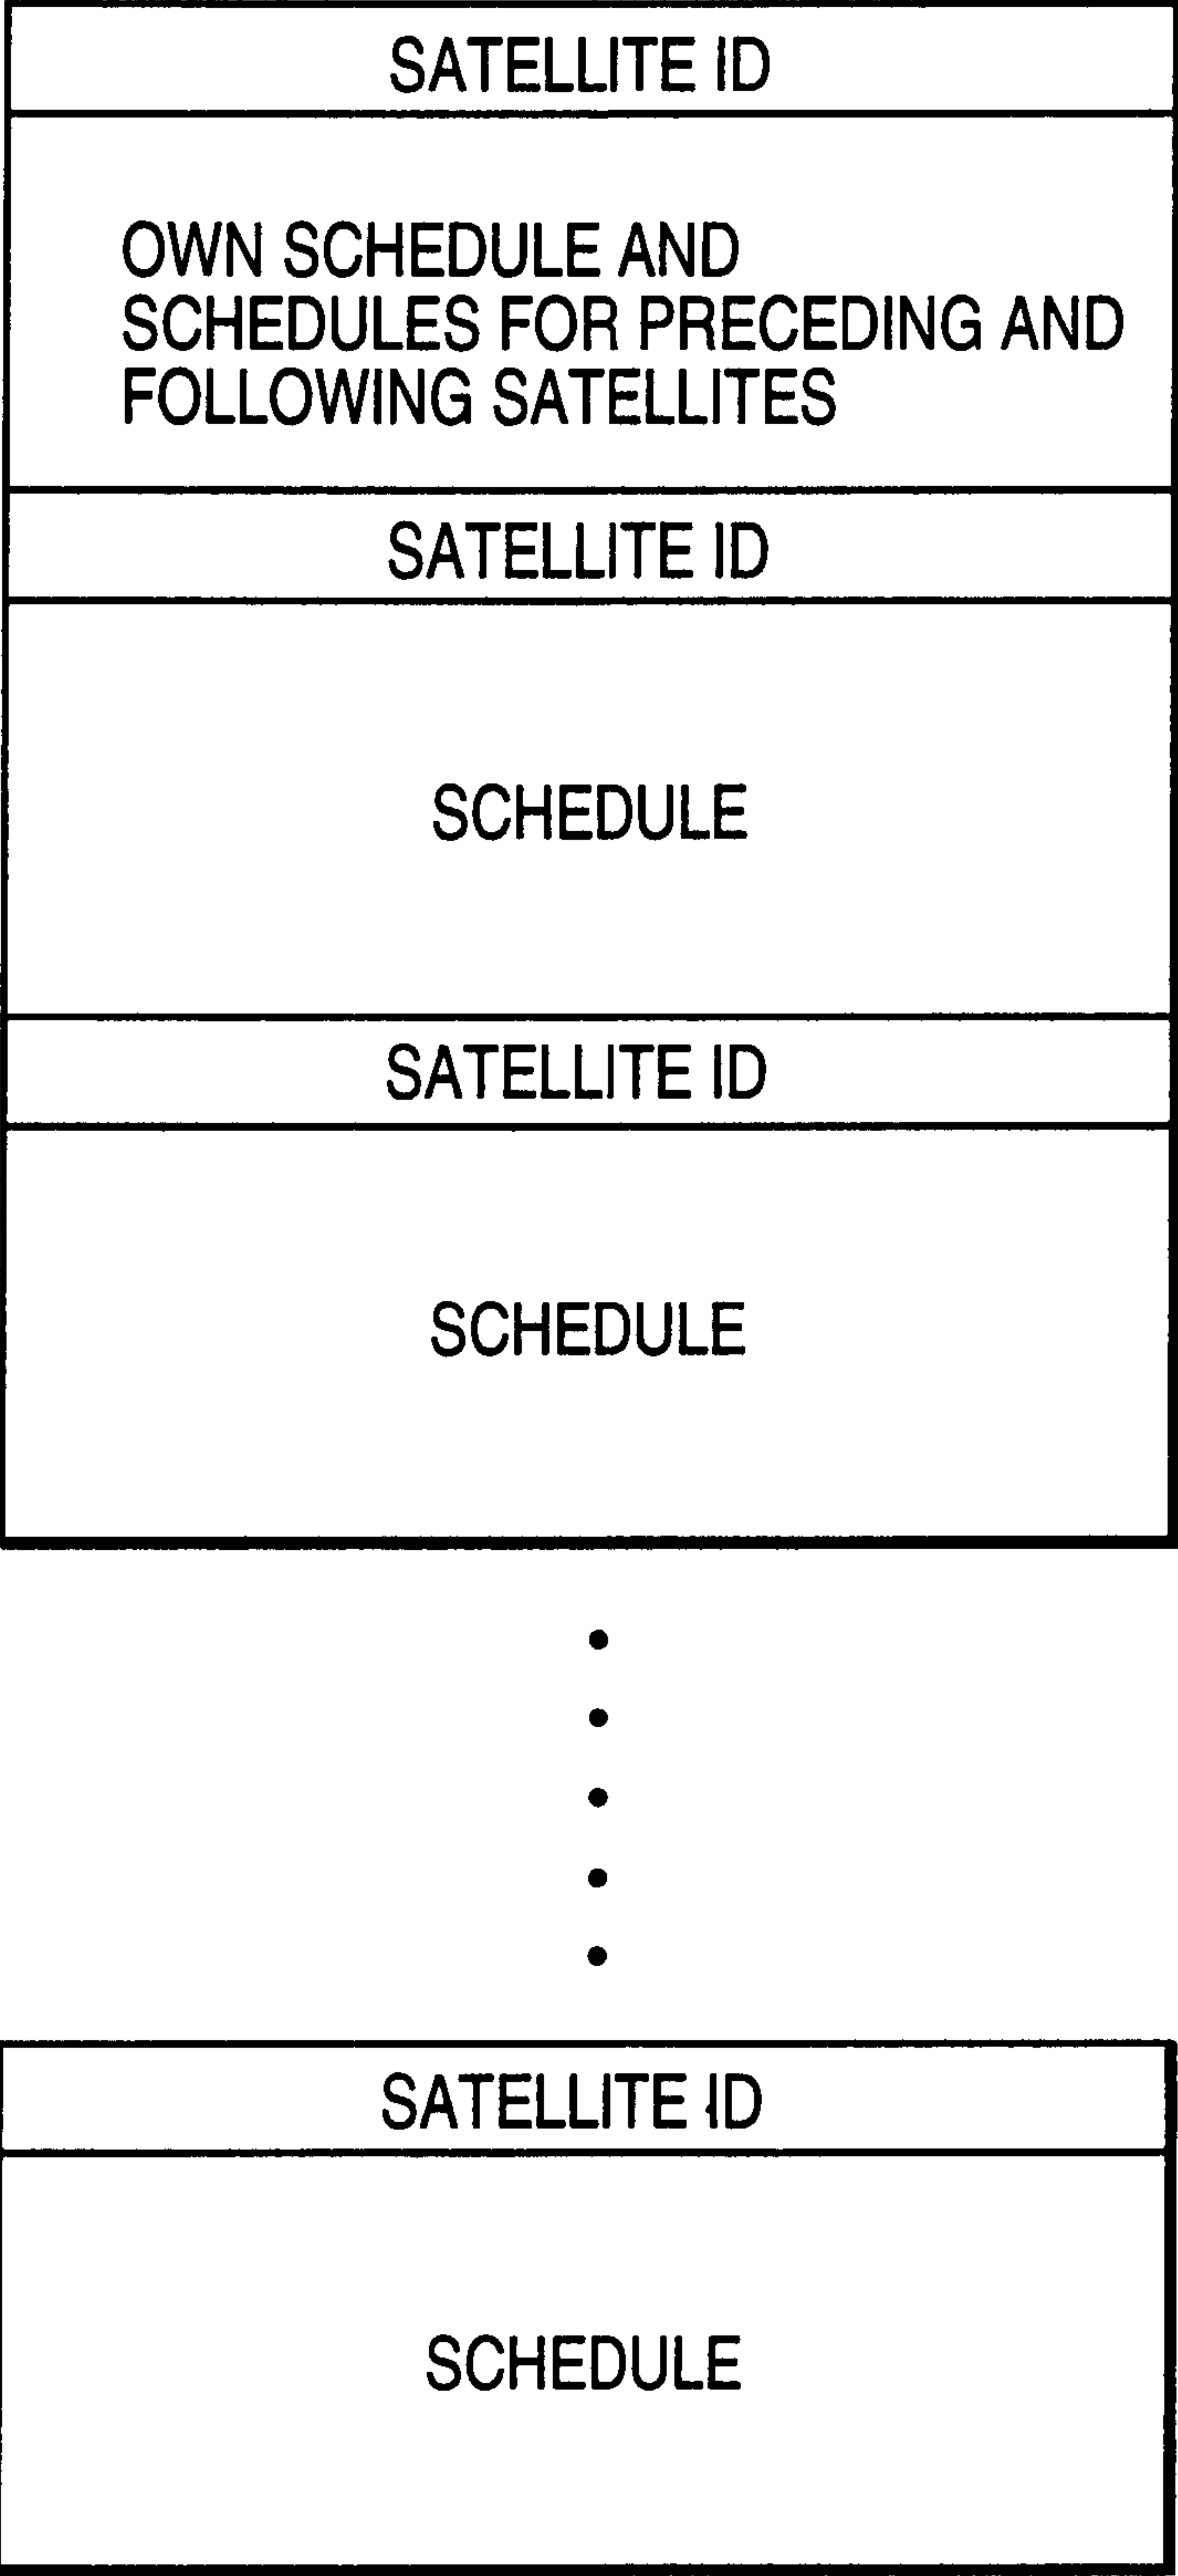 SATELLITE ID
OWN SCHEDULE AND
SCHEDULES FOR PRECEDING AND
FOLLOWING SATELLITES
SATELLITE ID
SCHEDULE
SATELLITE ID
SCHEDULE
SATELLITE ID
SCHEDULE